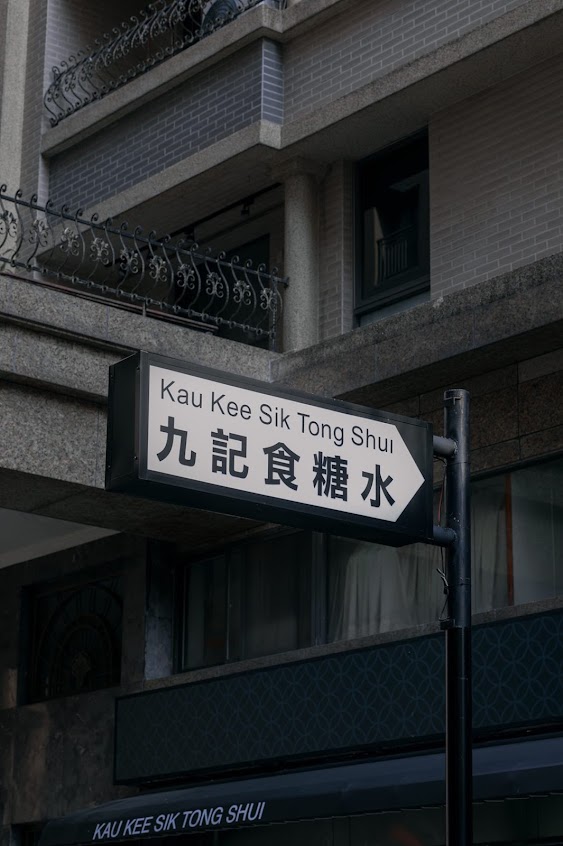 Kau Kee Sik Tong Shui
九記食糖水
KAU KEE SIK TONG SHUI